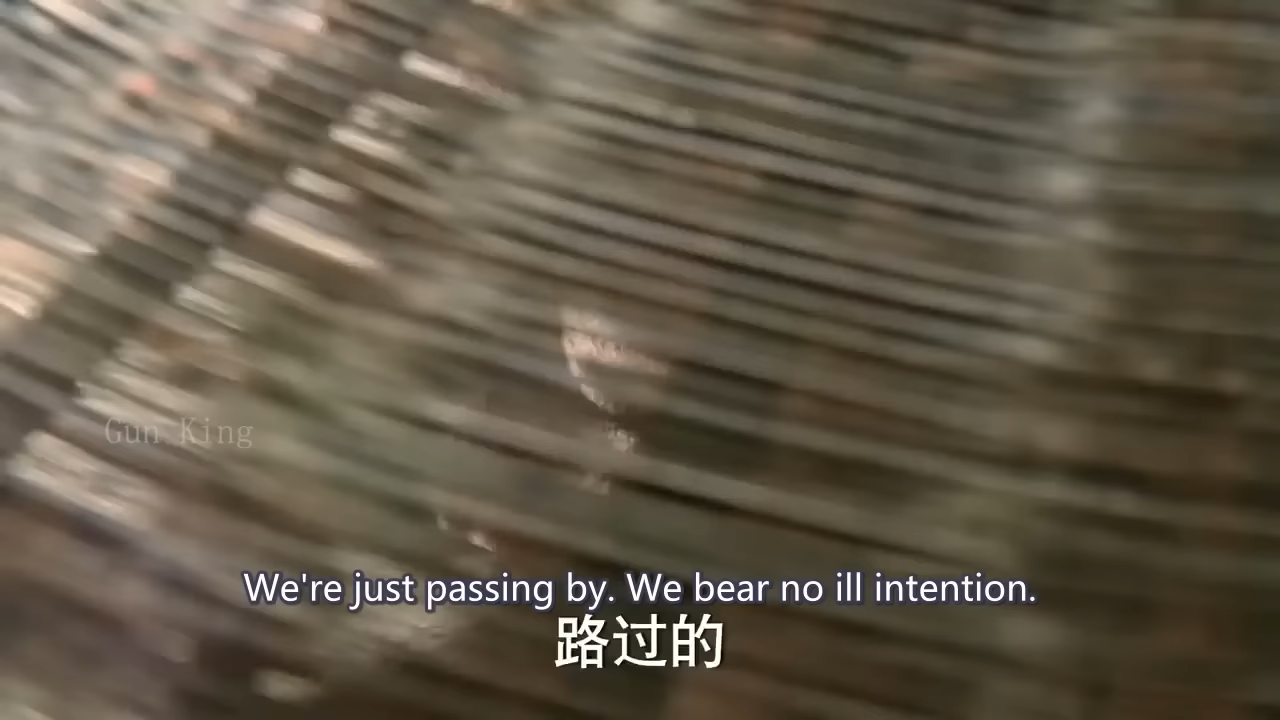 Gun King
We're just passing by. We bear no ill intention.
路过的